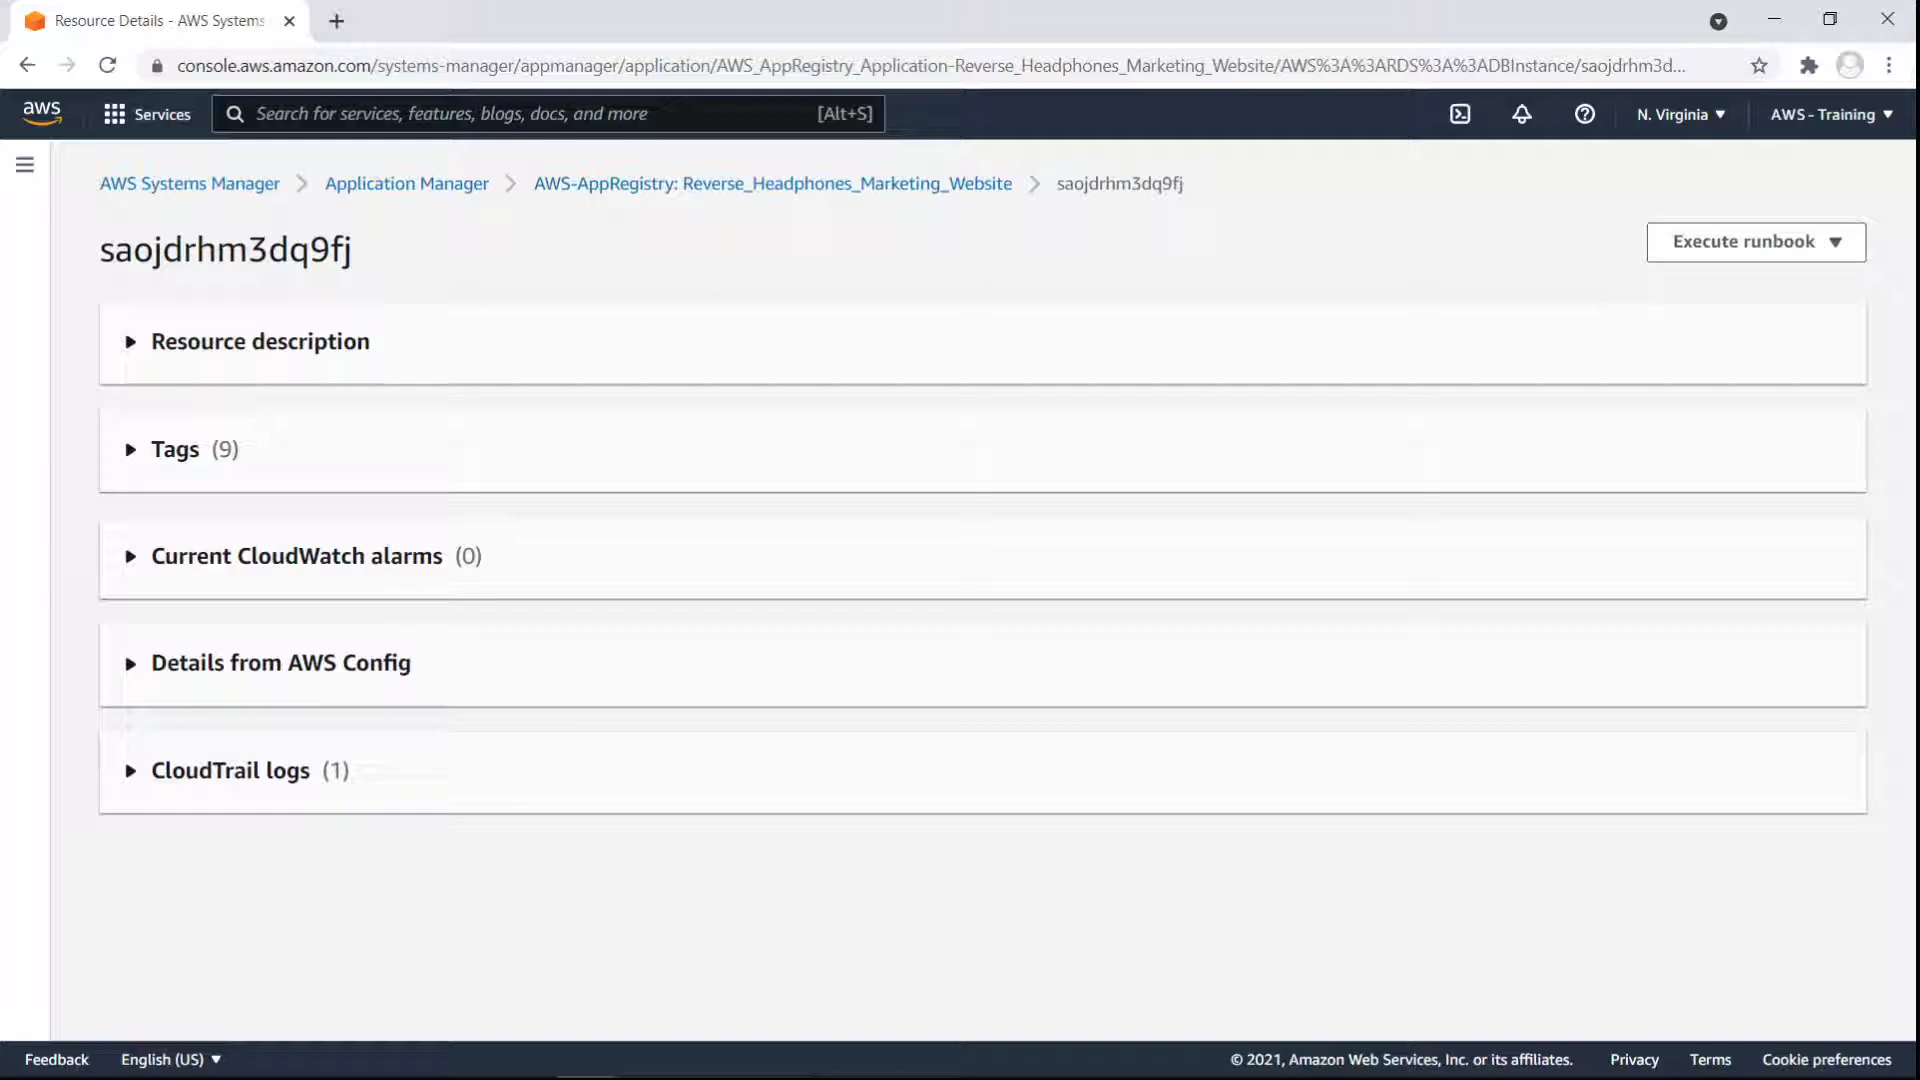 Resource Details - AWS Systems
console.aws.amazon.com/systems-manager/appmanager/application/AWS_AppRegistry_Application-Reverse_Headphones_Marketing_Website/AWS%3A%3ARDS%3A%3ADBInstance/saojdrhm3d...
aws Services Search for services, features, blogs, docs, and more [Alt+S] N. Virginia AWS - Training
AWS Systems Manager Application Manager AWS-AppRegistry: Reverse_Headphones_Marketing_Website saojdrhm3dq9fj
saojdrhm3dq9fj
Execute runbook
Resource description
Tags (9)
Current CloudWatch alarms (0)
Details from AWS Config
CloudTrail logs (1)
Feedback English (US) © 2021, Amazon Web Services, Inc. or its affiliates. Privacy Terms Cookie preferences